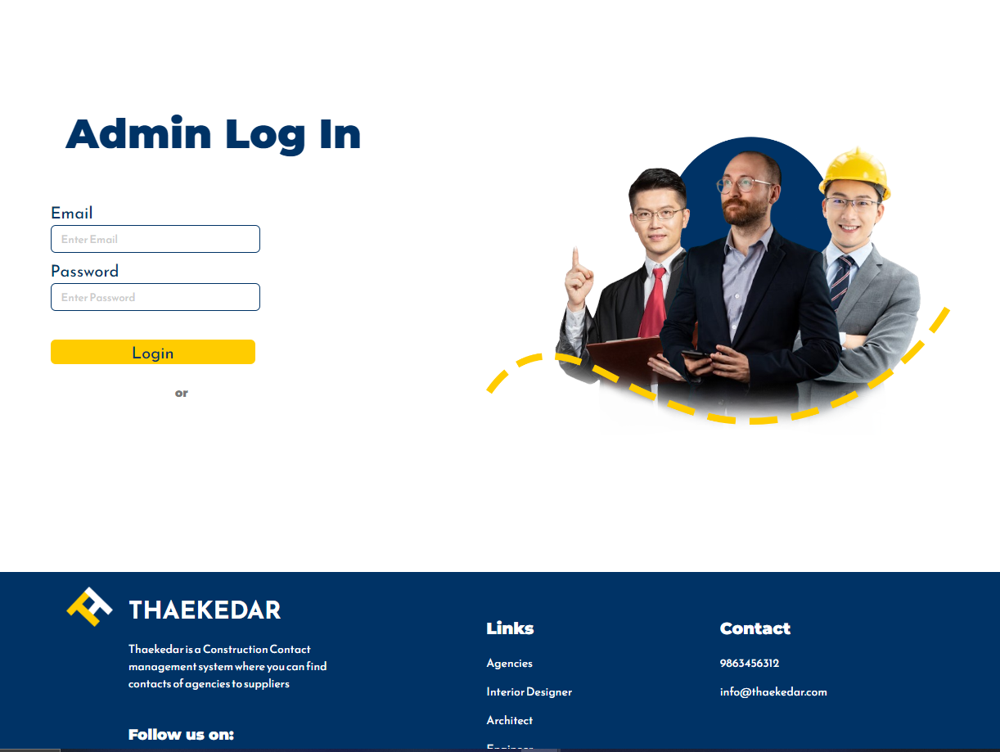 Admin Log In
Email
Enter Email
Password
Enter Password
Login
or
THAEKEDAR
Thaekedar is a Construction Contact
management system where you can find
contacts of agencies to suppliers
Follow us on:
Links
Agencies
Interior Designer
Architect
Engineer
Contact
9863456312
info@thaekedar.com